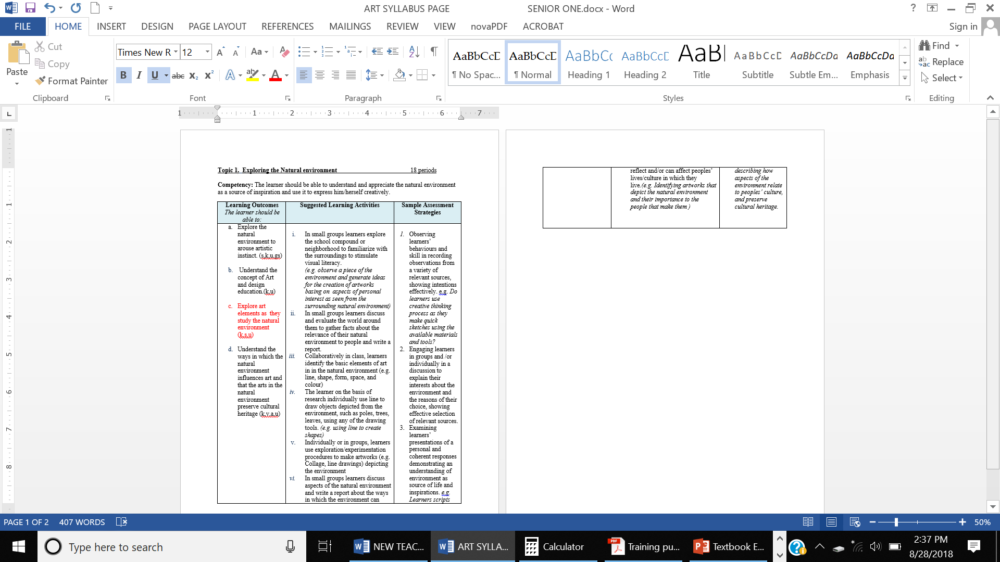 ART SYLLABUS PAGE SENIOR ONE.docx - Word
FILE HOME INSERT DESIGN PAGE LAYOUT REFERENCES MAILINGS REVIEW VIEW novaPDF ACROBAT Sign in
Paste
Cut
Copy
Format Painter
Clipboard
Times New R 12
Font
Paragraph
AaBbCcD AaBbCcD AaBbCc AaBbCcD AaBl AaBbCcD AaBbCcDa AaBbCcDa
¶ No Spac... ¶ Normal Heading 1 Heading 2 Title Subtitle Subtle Em... Emphasis
Styles
Find
Replace
Select
Editing
1 1 2 3 4 5 6 7
Topic 1. Exploring the Natural environment 18 periods
Competency: The learner should be able to understand and appreciate the natural environment
as a source of inspiration and use it to express him/herself creatively.
Learning Outcomes
The learner should be
able to:
Suggested Learning Activities
Sample Assessment
Strategies
a. Explore the
natural
environment to
arouse artistic
instinct. (s,k,u,gs)
b. Understand the
concept of Art
and design
education.(k,u)
c. Explore art
elements as they
study the natural
environment
(k,s,u)
d. Understand the
ways in which the
natural
environment
influences art and
that the arts in the
natural
environment
preserve cultural
heritage (k,v,a,u)
i. In small groups learners explore
the school compound or
neighborhood to familiarize with
the surroundings to stimulate
visual literacy.
(e.g. observe a piece of the
environment and generate ideas
for the creation of artworks
basing on aspects of personal
interest as seen from the
surrounding natural environment)
ii. In small groups learners discuss
and evaluate the world around
them to gather facts about the
relevance of their natural
environment to people and write a
report.
iii. Collaboratively in class, learners
identify the basic elements of art
in in the natural environment (e.g.
line, shape, form, space, and
colour)
iv. The learner on the basis of
research individually use line to
draw objects depicted from the
environment, such as poles, trees,
leaves, using any of the drawing
tools. (e.g. using line to create
shapes)
v. Individually or in groups, learners
use exploration/experimentation
procedures to make artworks (e.g.
Collage, line drawings) depicting
the environment
vi. In small groups learners discuss
aspects of the natural environment
and write a report about the ways
in which the environment can
1. Observing
learners’
behaviours and
skill in recording
observations from
a variety of
relevant sources,
showing intentions
effectively. e.g. Do
learners use
creative thinking
process as they
make quick
sketches using the
available materials
and tools?
2. Engaging learners
in groups and /or
individually in a
discussion to
explain their
interests about the
environment and
the reasons of their
choice, showing
effective selection
of relevant sources.
3. Examining
learners’
presentations of a
personal and
coherent responses
demonstrating an
understanding of
environment as
source of life and
inspirations. e.g.
Learners scripts
reflect and/or can affect peoples’
lives/culture in which they
live.(e.g. Identifying artworks that
depict the natural environment
and their importance to the
people that make them )
describing how
aspects of the
environment relate
to peoples’ culture,
and preserve
cultural heritage.
PAGE 1 OF 2 407 WORDS 50%
Type here to search NEW TEAC... ART SYLLA... Calculator Training pu... Textbook E...
2:37 PM
8/28/2018